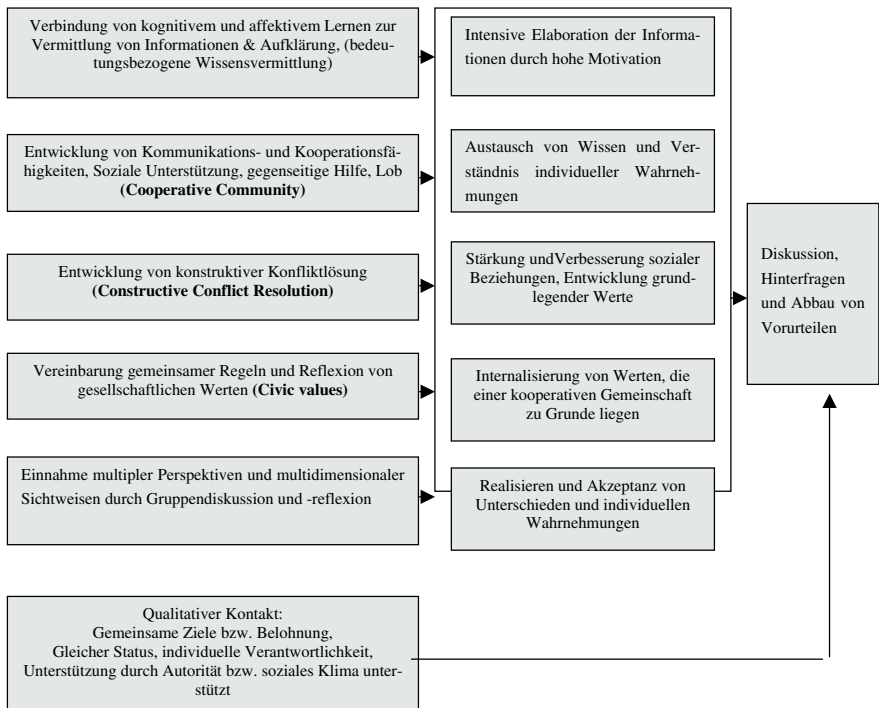 Verbindung von kognitivem und affektivem Lernen zur
Vermittlung von Informationen & Aufklärung, (bedeu-
tungsbezogene Wissensvermittlung)
Intensive Elaboration der Informa-
tionen durch hohe Motivation
Entwicklung von Kommunikations- und Kooperationsfä-
higkeiten, Soziale Unterstützung, gegenseitige Hilfe, Lob
(Cooperative Community)
Austausch von Wissen und Ver-
ständnis individueller Wahrneh-
mungen
Entwicklung von konstruktiver Konfliktlösung
(Constructive Conflict Resolution)
Stärkung undVerbesserung sozialer
Beziehungen, Entwicklung grund-
legender Werte
Vereinbarung gemeinsamer Regeln und Reflexion von
gesellschaftlichen Werten (Civic values)
Internalisierung von Werten, die
einer kooperativen Gemeinschaft
zu Grunde liegen
Einnahme multipler Perspektiven und multidimensionaler
Sichtweisen durch Gruppendiskussion und -reflexion
Realisieren und Akzeptanz von
Unterschieden und individuellen
Wahrnehmungen
Diskussion,
Hinterfragen
und Abbau von
Vorurteilen
Qualitativer Kontakt:
Gemeinsame Ziele bzw. Belohnung,
Gleicher Status, individuelle Verantwortlichkeit,
Unterstützung durch Autorität bzw. soziales Klima unter-
stützt